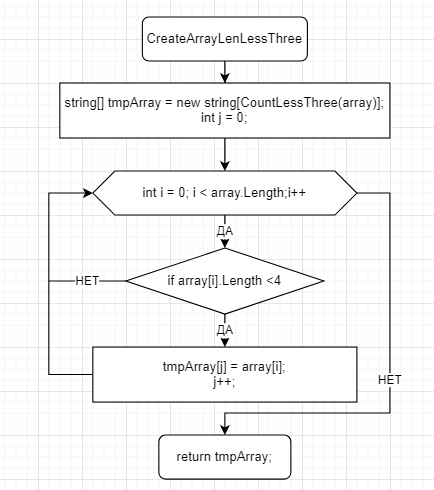 CreateArrayLenLessThree
string[] tmpArray = new string[CountLessThree(array)];
int j = 0;
int i = 0; i < array.Length;i++
ДА
if array[i].Length <4
НЕТ
ДА
tmpArray[j] = array[i];
j++;
НЕТ
return tmpArray;